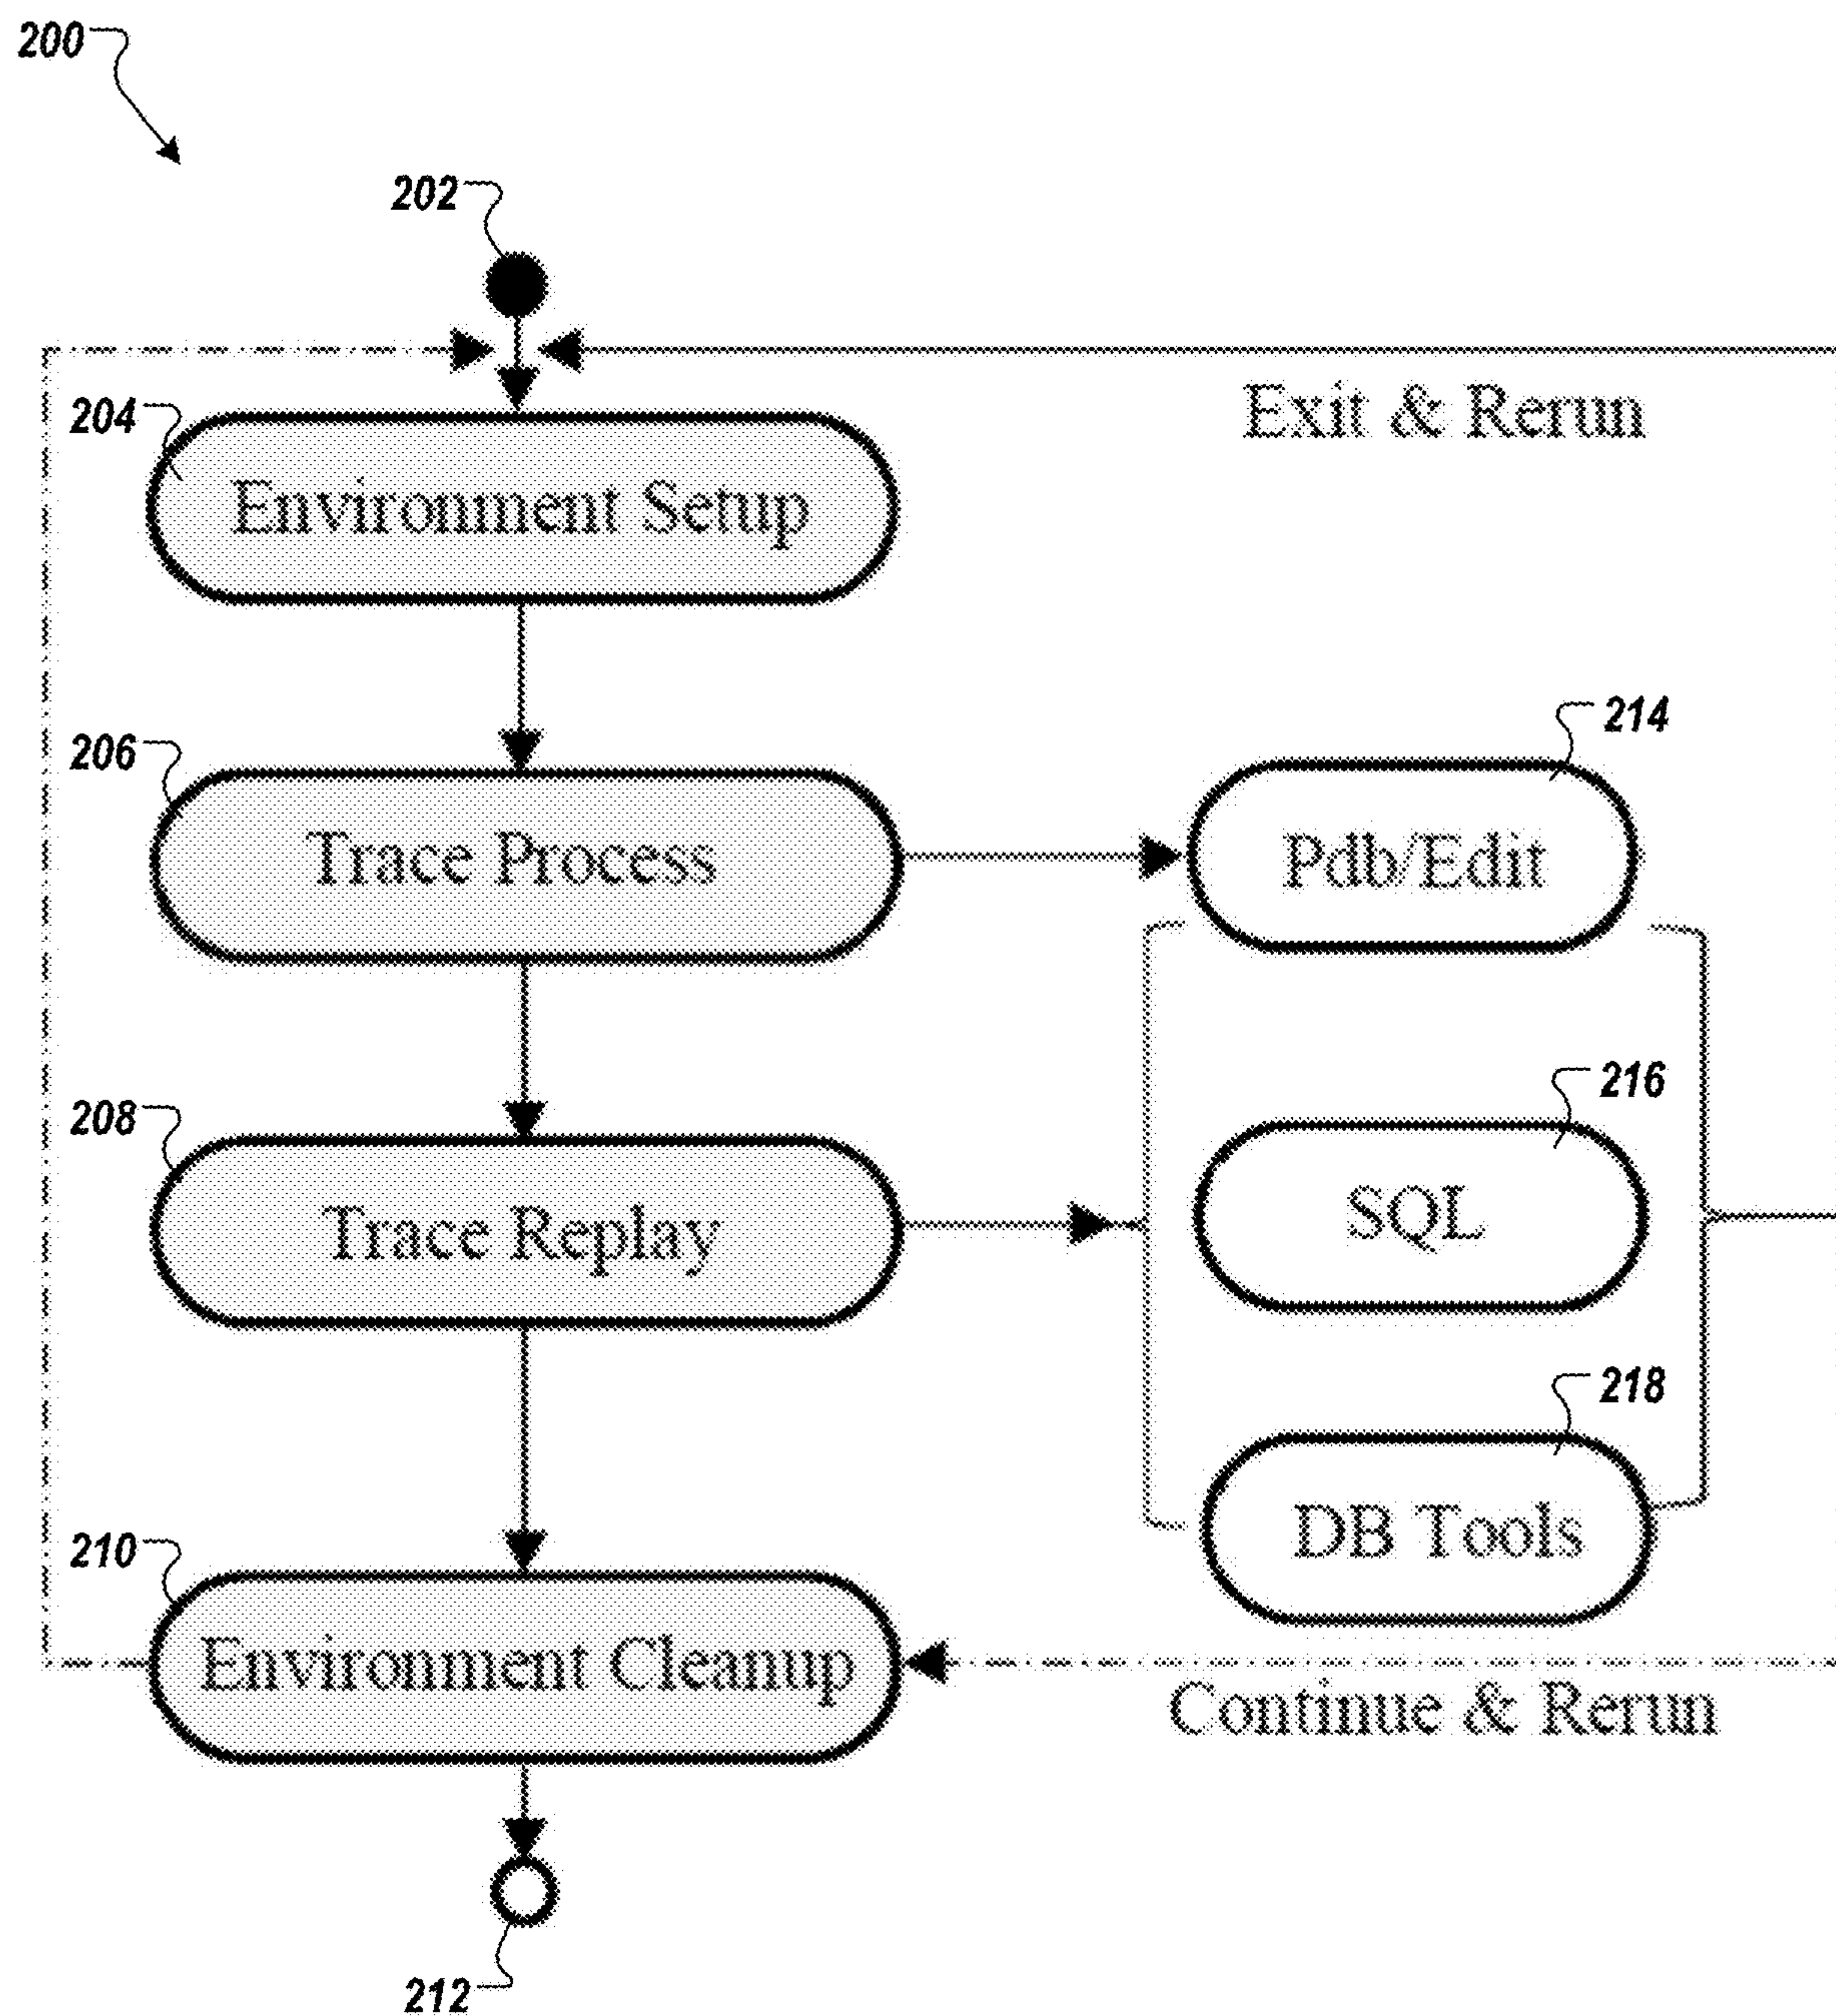 200
202
Exit & Rerun
204
Environment Setup
214
206
Trace Process
Pdb/Edit
216
208
SQL
Trace Replay
218
DB Tools
210
Environment Cleanup
Continue & Rerun
212